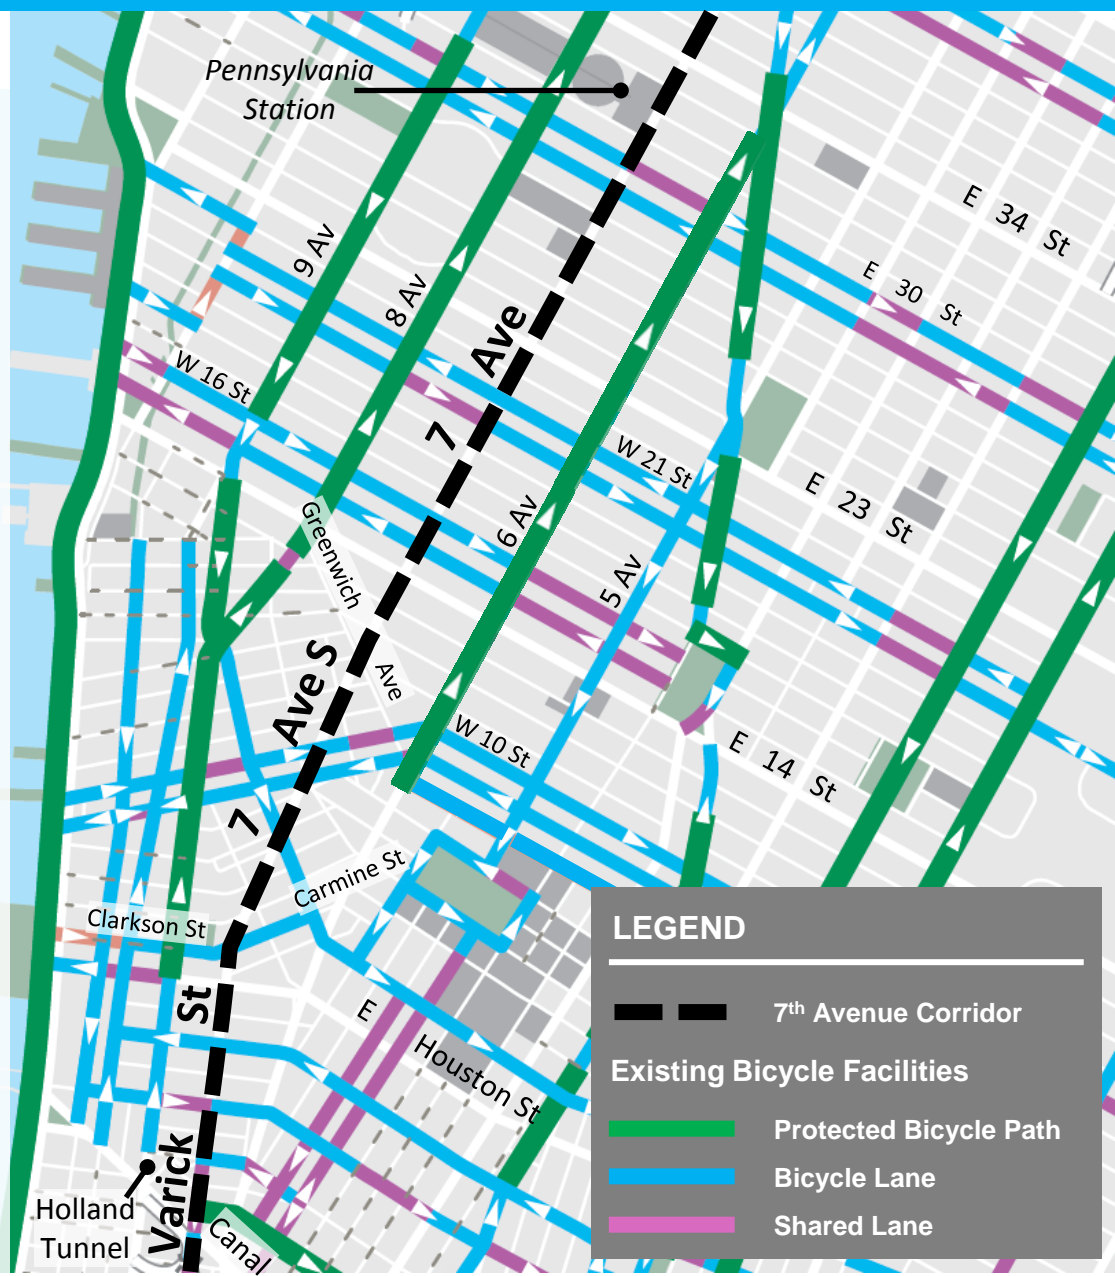 Pennsylvania
Station
9 Av
8 Av
7 Ave
E 34 St
E 30 St
W 16 St
W 21 St
E 23 St
6 Av
5 Av
Greenwich
Ave
7 Ave S
W 10 St
E 14 St
Carmine St
Clarkson St
E Houston St
Varick St
Holland
Tunnel
Canal
LEGEND
7th Avenue Corridor
Existing Bicycle Facilities
Protected Bicycle Path
Bicycle Lane
Shared Lane